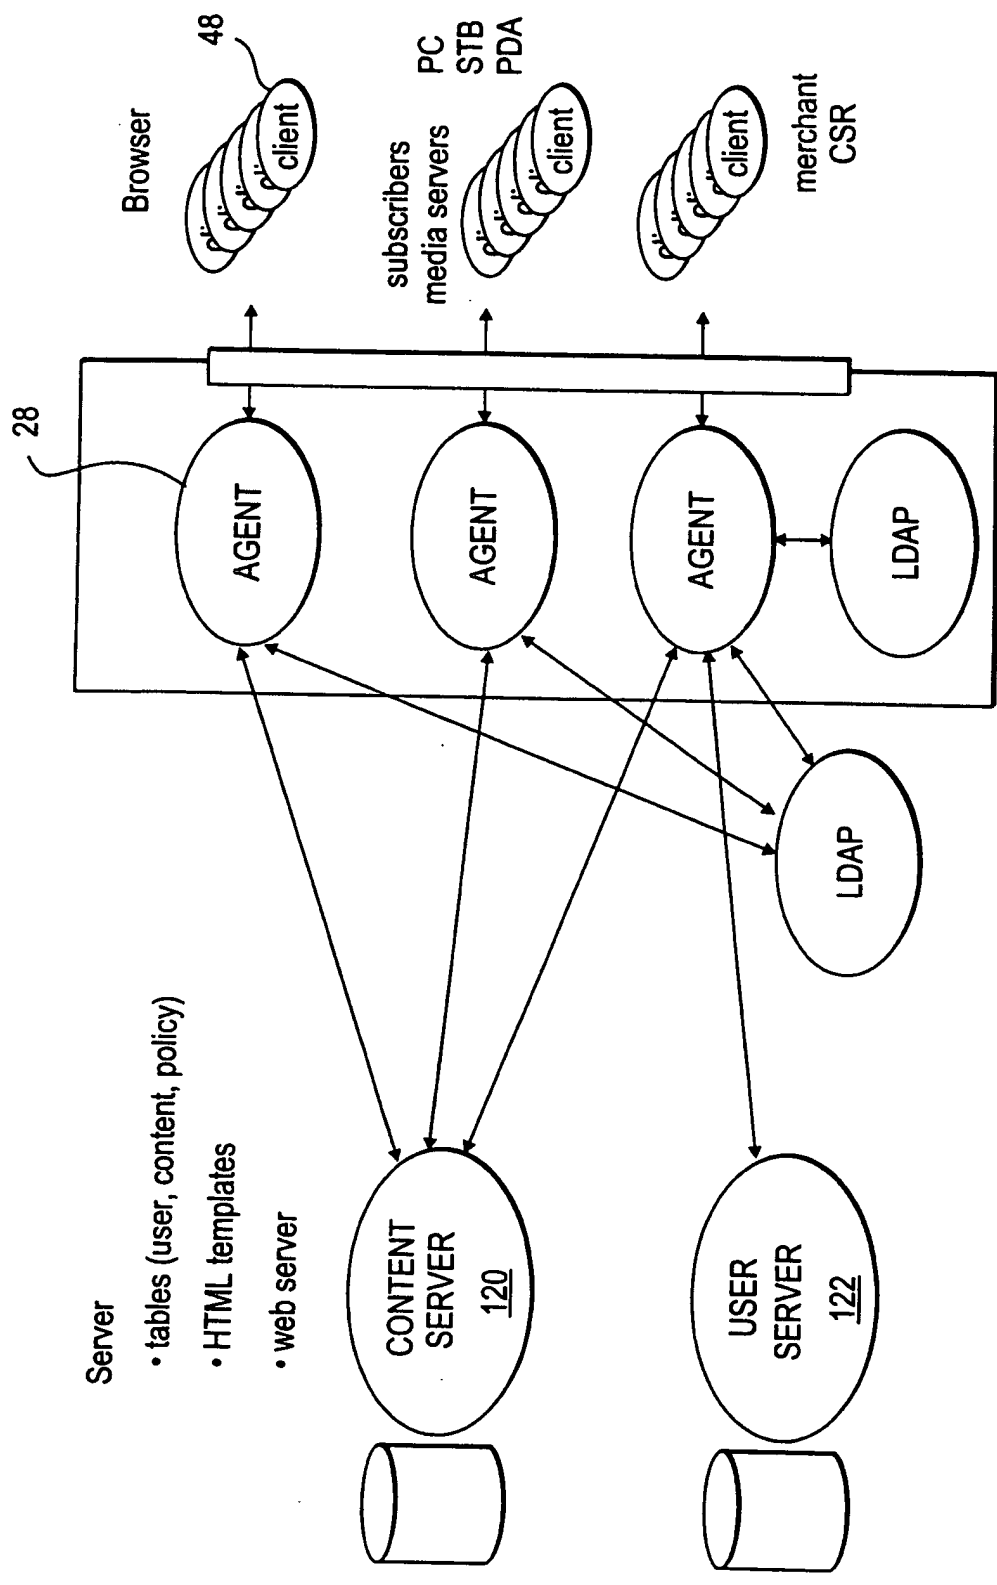 Server
• tables (user, content, policy)
• HTML templates
• web server
CONTENT
SERVER
120
USER
SERVER
122
LDAP
28
AGENT
AGENT
AGENT
LDAP
Browser
48
client
subscribers
media servers
PC
STB
PDA
client
client
merchant
CSR